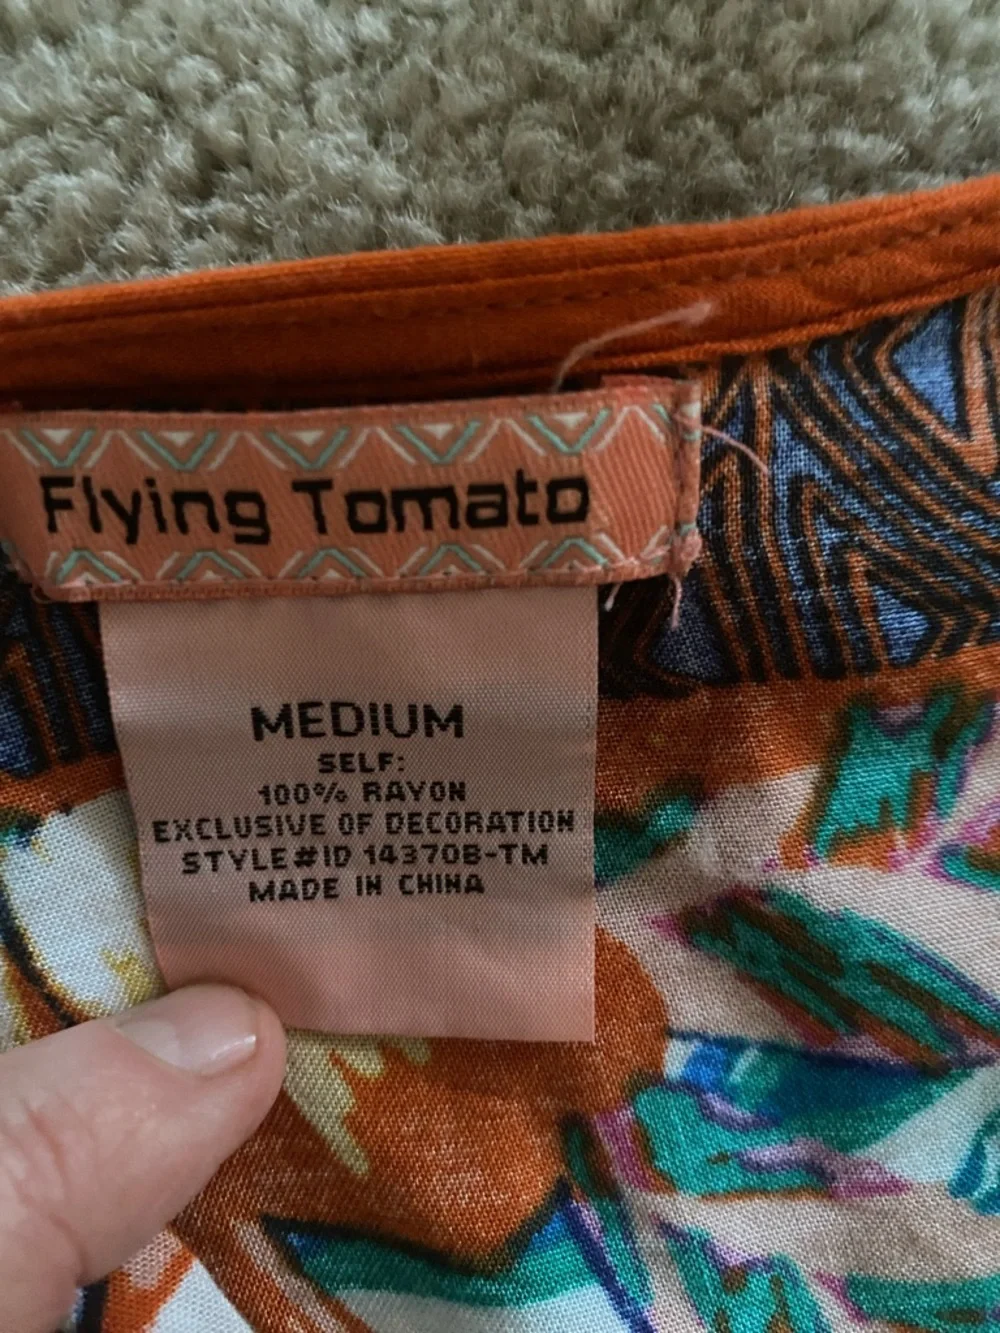 Flying Tomato
MEDIUM
SELF:
100% RAYON
EXCLUSIVE OF DECORATION
STYLE#ID 14370B-TM
MADE IN CHINA